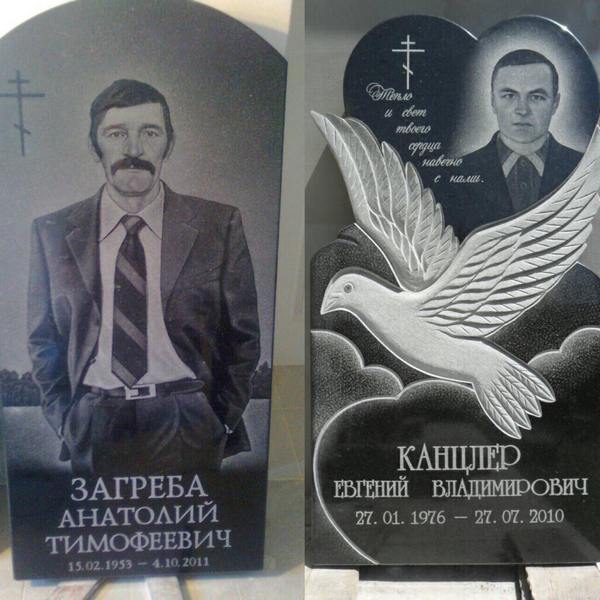 ЗАГРЕБА
АНАТОЛИЙ
ТИМОФЕЕВИЧ
15.02.1953 — 4.10.2011
Тепло
и свет
твоего
сердца
навечно
с нами.
КАНЦЛЕР
ЕВГЕНИЙ ВЛАДИМИРОВИЧ
27.01.1976 — 27.07.2010